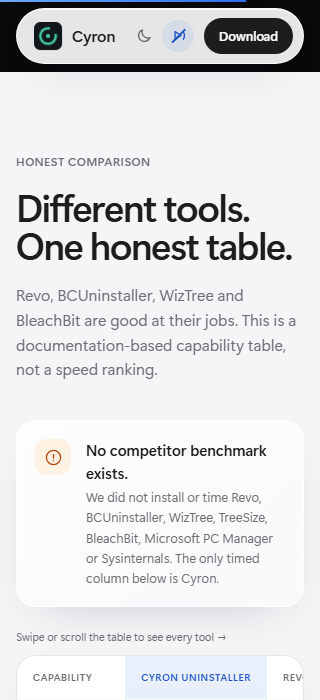 Cyron
Download
HONEST COMPARISON
Different tools.
One honest table.
Revo, BCUninstaller, WizTree and
BleachBit are good at their jobs. This is a
documentation-based capability table,
not a speed ranking.
No competitor benchmark
exists.
We did not install or time Revo,
BCUninstaller, WizTree, TreeSize,
BleachBit, Microsoft PC Manager
or Sysinternals. The only timed
column below is Cyron.
Swipe or scroll the table to see every tool →
CAPABILITY
CYRON UNINSTALLER
REV